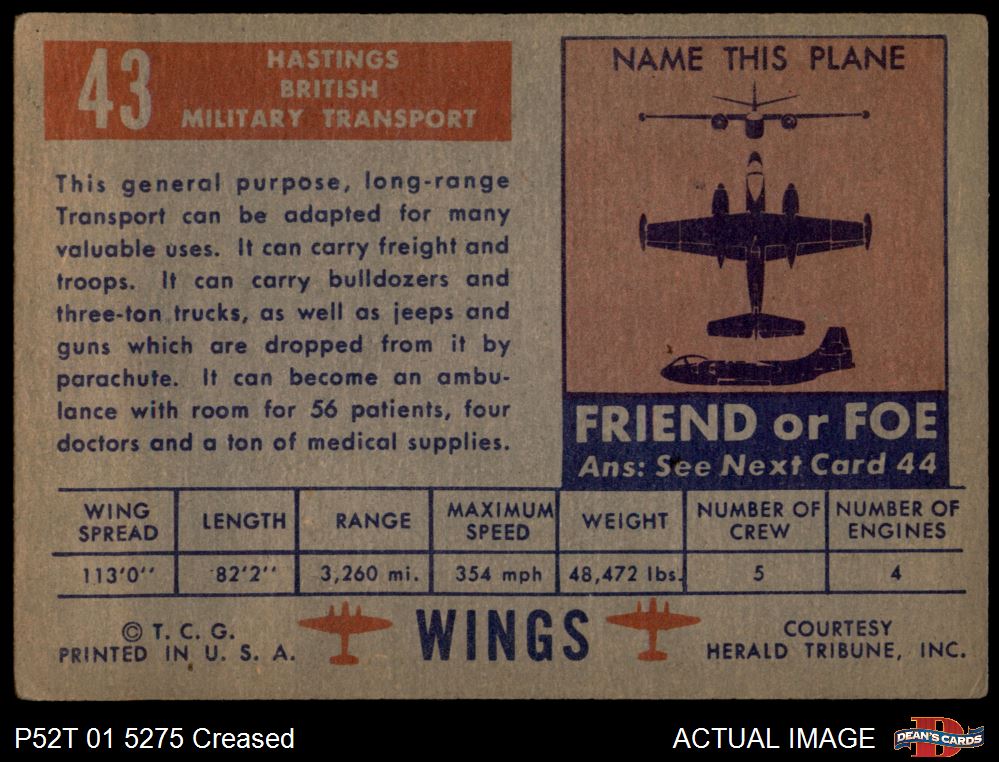 43
HASTINGS
BRITISH
MILITARY TRANSPORT
This general purpose, long-range
Transport can be adapted for many
valuable uses. It can carry freight and
troops. It can carry bulldozers and
three-ton trucks, as well as jeeps and
guns which are dropped from it by
parachute. It can become an ambu-
lance with room for 56 patients, four
doctors and a ton of medical supplies.
NAME THIS PLANE
FRIEND or FOE
Ans: See Next Card 44
WING SPREAD LENGTH RANGE MAXIMUM SPEED WEIGHT NUMBER OF CREW NUMBER OF ENGINES
113'0'' 82'2'' 3,260 mi. 354 mph 48,472 lbs. 5 4
© T. C. G.
PRINTED IN U. S. A.
WINGS
COURTESY
HERALD TRIBUNE, INC.
P52T 01 5275 Creased
ACTUAL IMAGE
DEAN'S CARDS